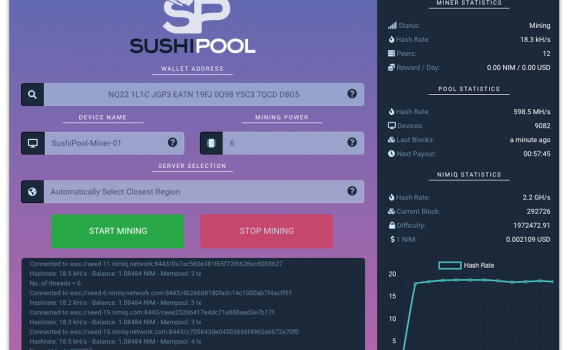 SP
SUSHIPOOL
WALLET ADDRESS
NQ22 1L1C JGP3 EATN 19FJ 0Q98 Y5C3 7QCD D8G5
DEVICE NAME
MINING POWER
SushiPool-Miner-01
6
SERVER SELECTION
Automatically Select Closest Region
START MINING
STOP MINING
Connected to wss://seed-11.nimiq-network.com:8443/0a7ac560e381f65f72f6628ac8005627
Hashrate: 18.5 kH/s - Balance: 1.08484 NIM - Mempool: 3 tx
No. of threads = 6
Connected to wss://seed-6.nimiq-network.com:8443/4b26688180fa3c14c1000ab7f4acff51
Hashrate: 18.2 kH/s - Balance: 1.08484 NIM - Mempool: 3 tx
Connected to wss://seed-19.nimiq.com:8443/ceee2526b417e4dc71e808aed3e7b17f
Hashrate: 18.3 kH/s - Balance: 1.08484 NIM - Mempool: 3 tx
Connected to wss://seed-15.nimiq-network.com:8443/c705843de04503656f4965a6672e70f0
Hashrate: 18.5 kH/s - Balance: 1.08484 NIM - Mempool: 4 tx
MINER STATISTICS
Status: Mining
Hash Rate: 18.3 kH/s
Peers: 12
Reward / Day: 0.00 NIM / 0.00 USD
POOL STATISTICS
Hash Rate: 598.5 MH/s
Devices: 9082
Last Blocks: a minute ago
Next Payout: 00:57:45
NIMIQ STATISTICS
Hash Rate: 2.2 GH/s
Current Block: 292726
Difficulty: 1972472.91
1 NIM 0.002109 USD
Hash Rate
20
15
10
5